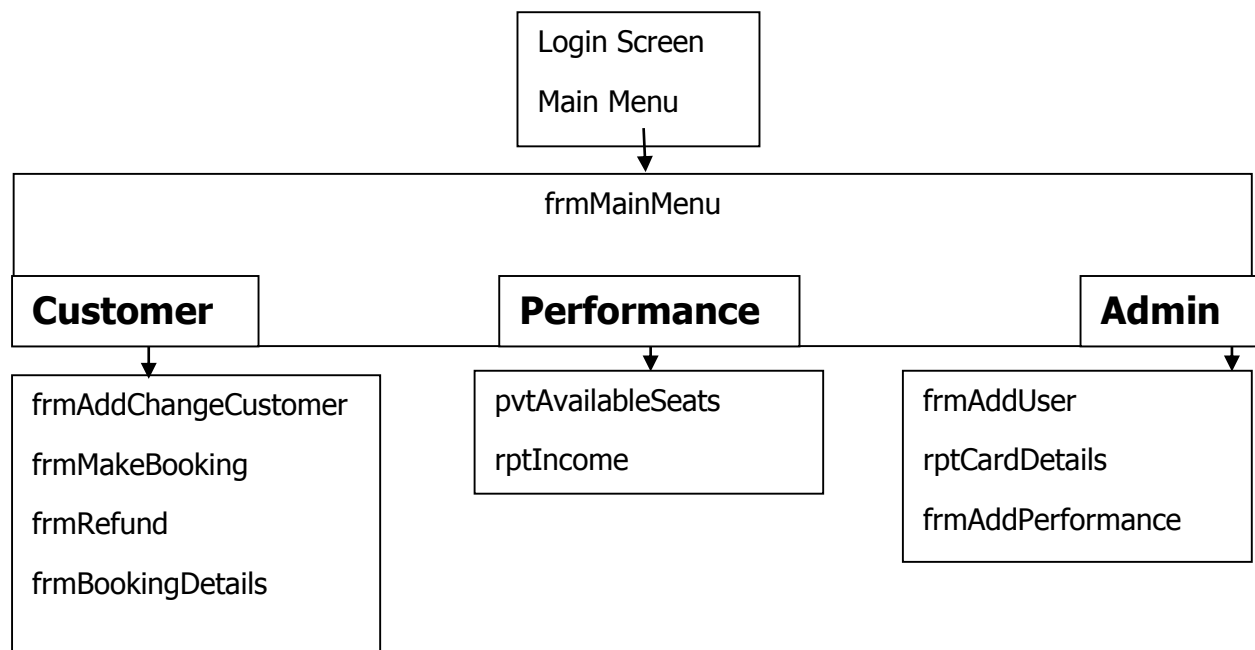 Login Screen
Main Menu
frmMainMenu
Customer
Performance
Admin
frmAddChangeCustomer
frmMakeBooking
frmRefund
frmBookingDetails
pvtAvailableSeats
rptIncome
frmAddUser
rptCardDetails
frmAddPerformance